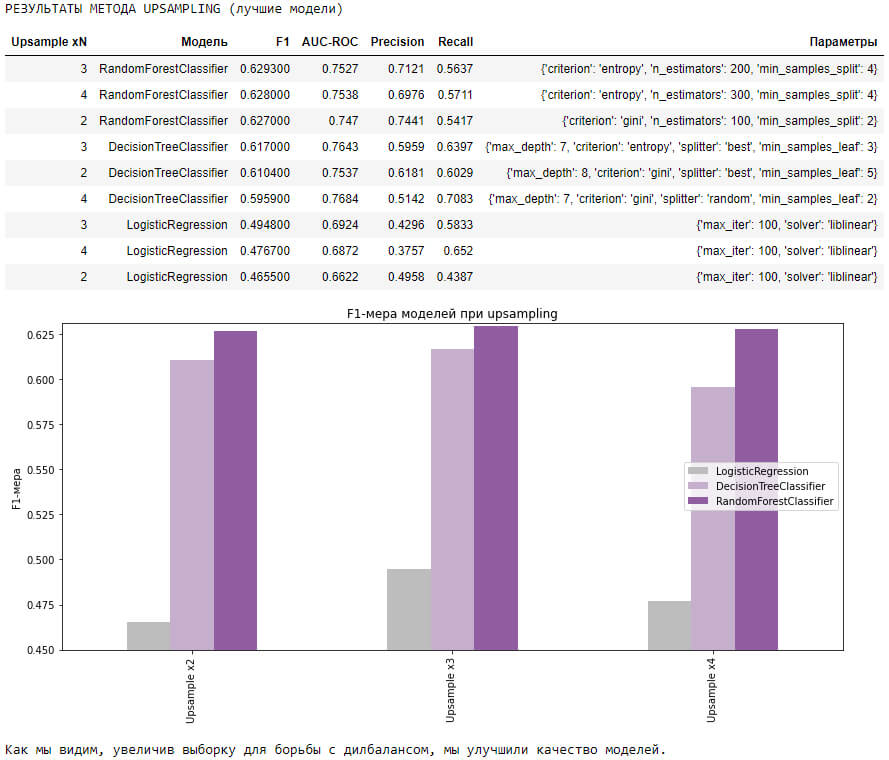 РЕЗУЛЬТАТЫ МЕТОДА UPSAMPLING (лучшие модели)
Upsample xN Модель F1 AUC-ROC Precision Recall Параметры
3 RandomForestClassifier 0.629300 0.7527 0.7121 0.5637 {'criterion': 'entropy', 'n_estimators': 200, 'min_samples_split': 4}
4 RandomForestClassifier 0.628000 0.7538 0.6976 0.5711 {'criterion': 'entropy', 'n_estimators': 300, 'min_samples_split': 4}
2 RandomForestClassifier 0.627000 0.747 0.7441 0.5417 {'criterion': 'gini', 'n_estimators': 100, 'min_samples_split': 2}
3 DecisionTreeClassifier 0.617000 0.7643 0.5959 0.6397 {'max_depth': 7, 'criterion': 'entropy', 'splitter': 'best', 'min_samples_leaf': 3}
2 DecisionTreeClassifier 0.610400 0.7537 0.6181 0.6029 {'max_depth': 8, 'criterion': 'gini', 'splitter': 'best', 'min_samples_leaf': 5}
4 DecisionTreeClassifier 0.595900 0.7684 0.5142 0.7083 {'max_depth': 7, 'criterion': 'gini', 'splitter': 'random', 'min_samples_leaf': 2}
3 LogisticRegression 0.494800 0.6924 0.4296 0.5833 {'max_iter': 100, 'solver': 'liblinear'}
4 LogisticRegression 0.476700 0.6872 0.3757 0.652 {'max_iter': 100, 'solver': 'liblinear'}
2 LogisticRegression 0.465500 0.6622 0.4958 0.4387 {'max_iter': 100, 'solver': 'liblinear'}
F1-мера моделей при upsampling
F1-мера
0.625
0.600
0.575
0.550
0.525
0.500
0.475
0.450
LogisticRegression
DecisionTreeClassifier
RandomForestClassifier
Upsample x2
Upsample x3
Upsample x4
Как мы видим, увеличив выборку для борьбы с дилбалансом, мы улучшили качество моделей.